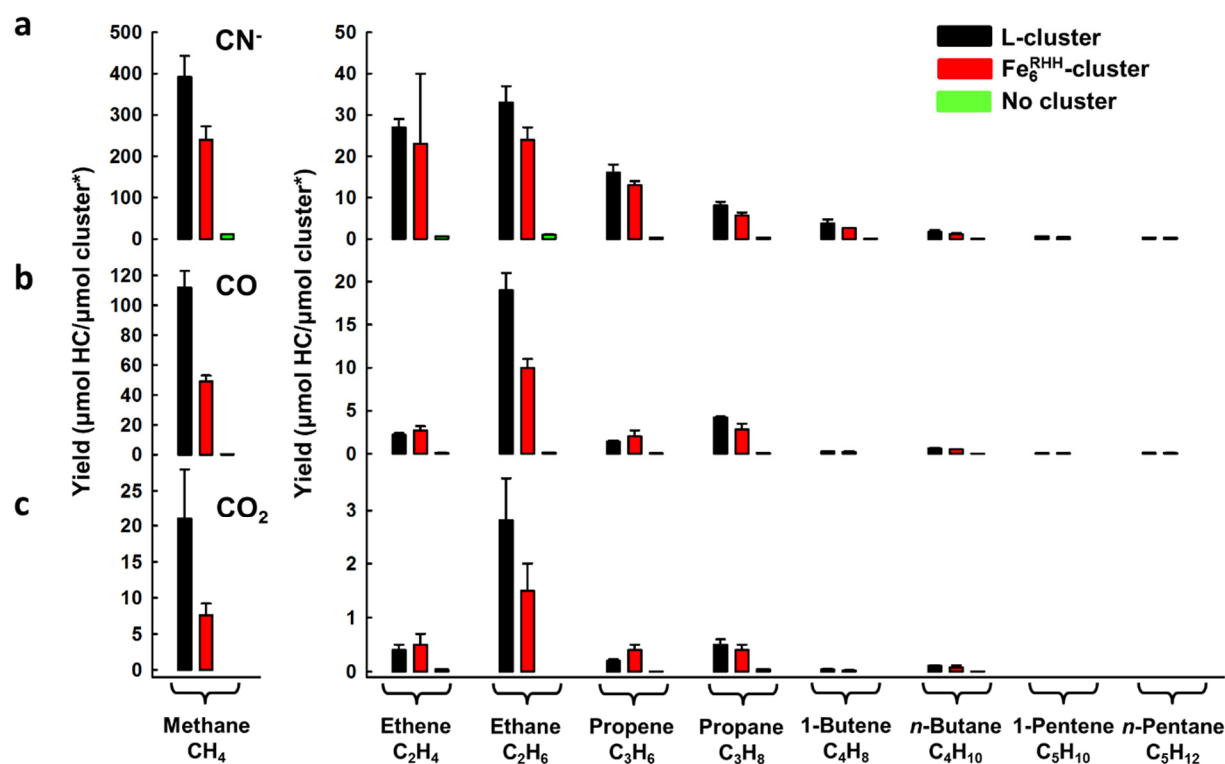 a
CN⁻
Yield (μmol HC/μmol cluster*)
500
400
300
200
100
0
Yield (μmol HC/μmol cluster*)
50
40
30
20
10
0
L-cluster
Fe₆ᴿᴴᴴ-cluster
No cluster
b
CO
120
100
80
60
40
20
0
20
15
10
5
0
c
CO₂
25
20
15
10
5
0
3
2
1
0
Methane
CH₄
Ethene
C₂H₄
Ethane
C₂H₆
Propene
C₃H₆
Propane
C₃H₈
1-Butene
C₄H₈
n-Butane
C₄H₁₀
1-Pentene
C₅H₁₀
n-Pentane
C₅H₁₂